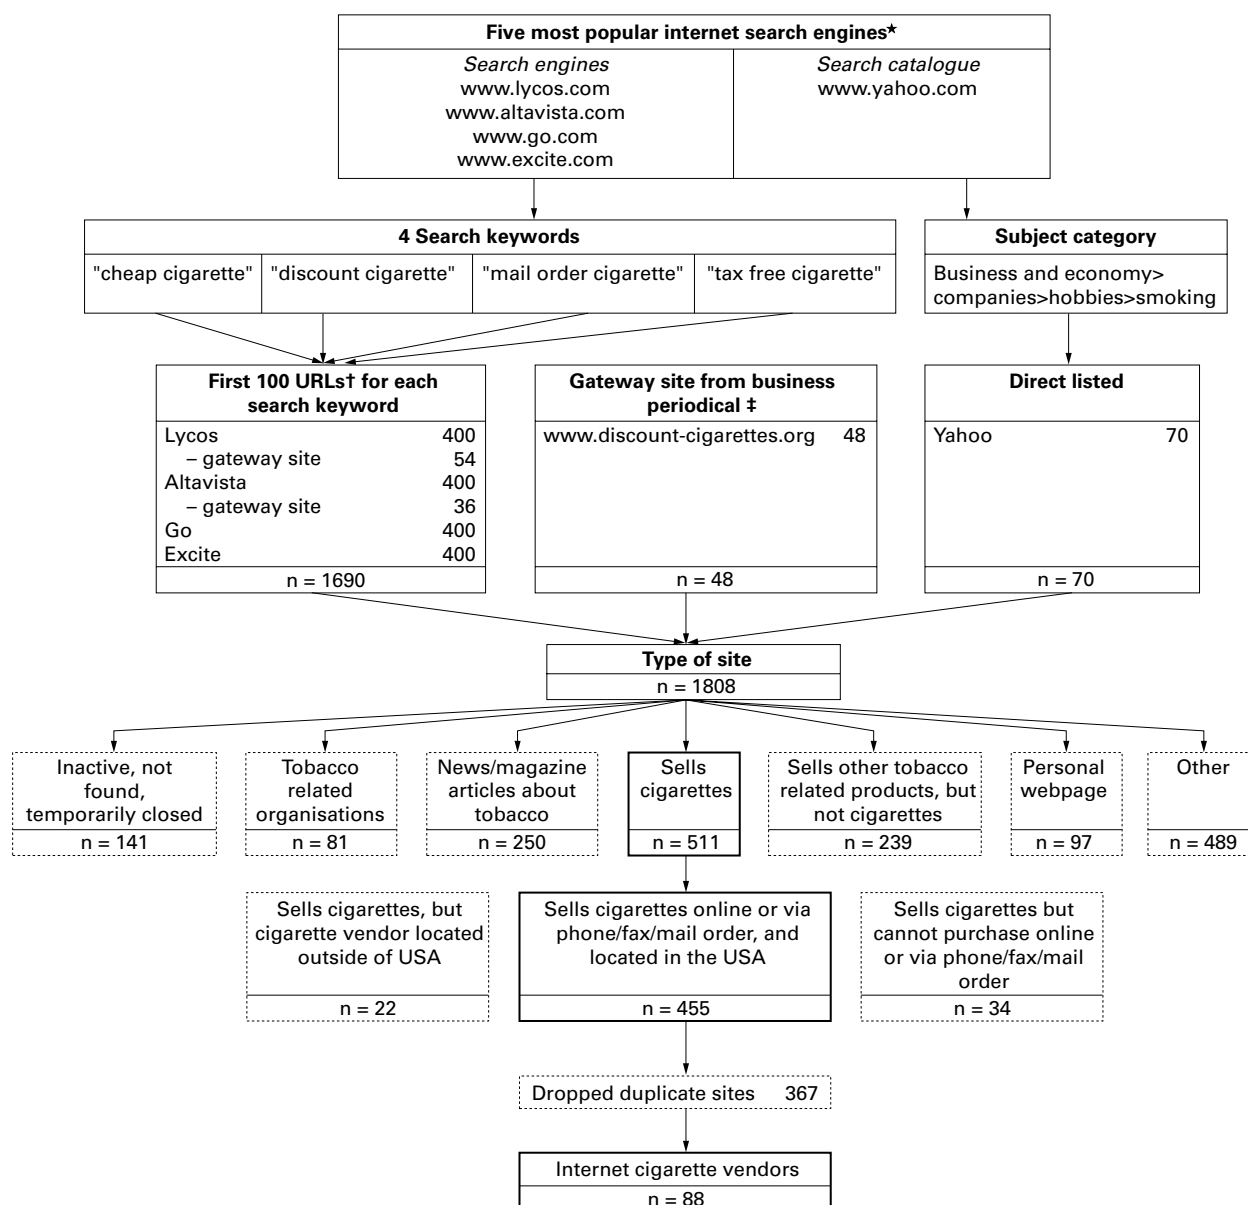 Five most popular internet search engines★
Search engines
www.lycos.com
www.altavista.com
www.go.com
www.excite.com
Search catalogue
www.yahoo.com
4 Search keywords
"cheap cigarette"
"discount cigarette"
"mail order cigarette"
"tax free cigarette"
Subject category
Business and economy>
companies>hobbies>smoking
First 100 URLs† for each
search keyword
Lycos 400
– gateway site 54
Altavista 400
– gateway site 36
Go 400
Excite 400
n = 1690
Gateway site from business
periodical ‡
www.discount-cigarettes.org 48
n = 48
Direct listed
Yahoo 70
n = 70
Type of site
n = 1808
Inactive, not
found,
temporarily closed
n = 141
Tobacco
related
organisations
n = 81
News/magazine
articles about
tobacco
n = 250
Sells
cigarettes
n = 511
Sells other tobacco
related products, but
not cigarettes
n = 239
Personal
webpage
n = 97
Other
n = 489
Sells cigarettes, but
cigarette vendor located
outside of USA
n = 22
Sells cigarettes online or via
phone/fax/mail order, and
located in the USA
n = 455
Sells cigarettes but
cannot purchase online
or via phone/fax/mail
order
n = 34
Dropped duplicate sites 367
Internet cigarette vendors
n = 88